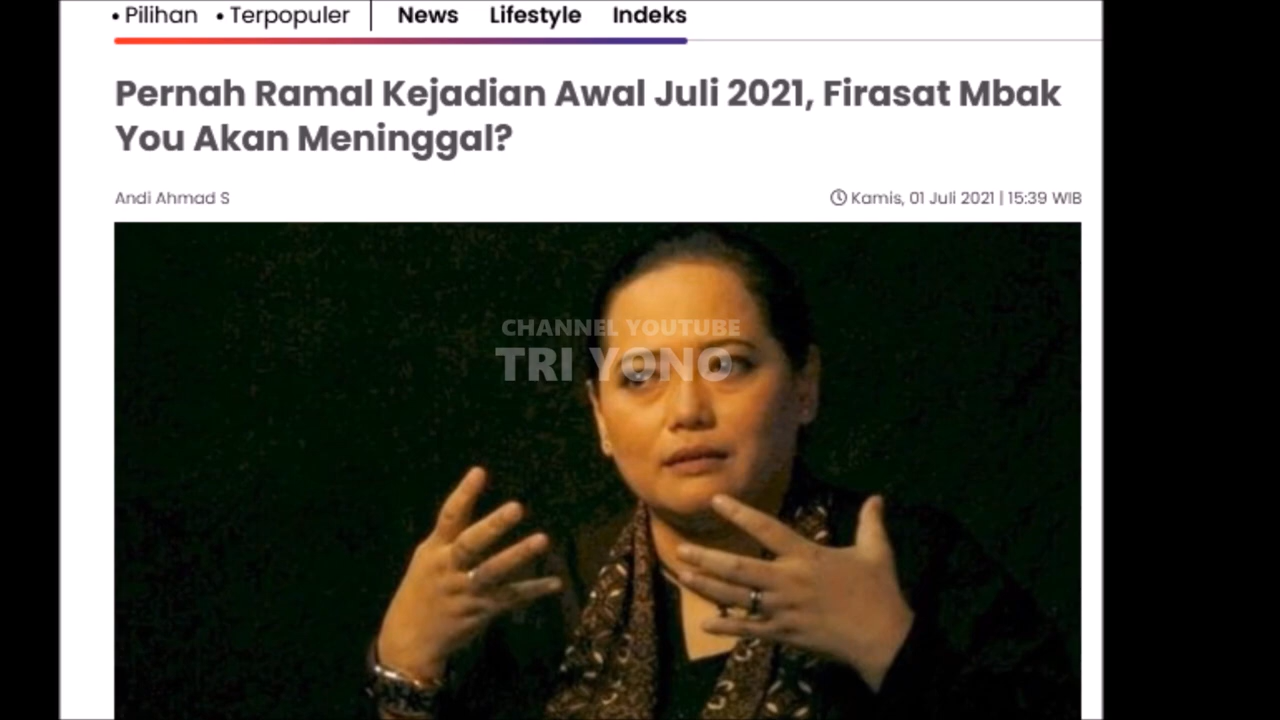 • Pilihan • Terpopuler | News Lifestyle Indeks
Pernah Ramal Kejadian Awal Juli 2021, Firasat Mbak
You Akan Meninggal?
Andi Ahmad S
Kamis, 01 Juli 2021 | 15:39 WIB
CHANNEL YOUTUBE
TRI YONO